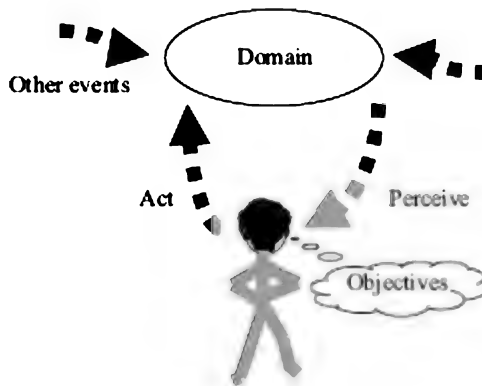 Domain
Other events
Act
Perceive
Objectives